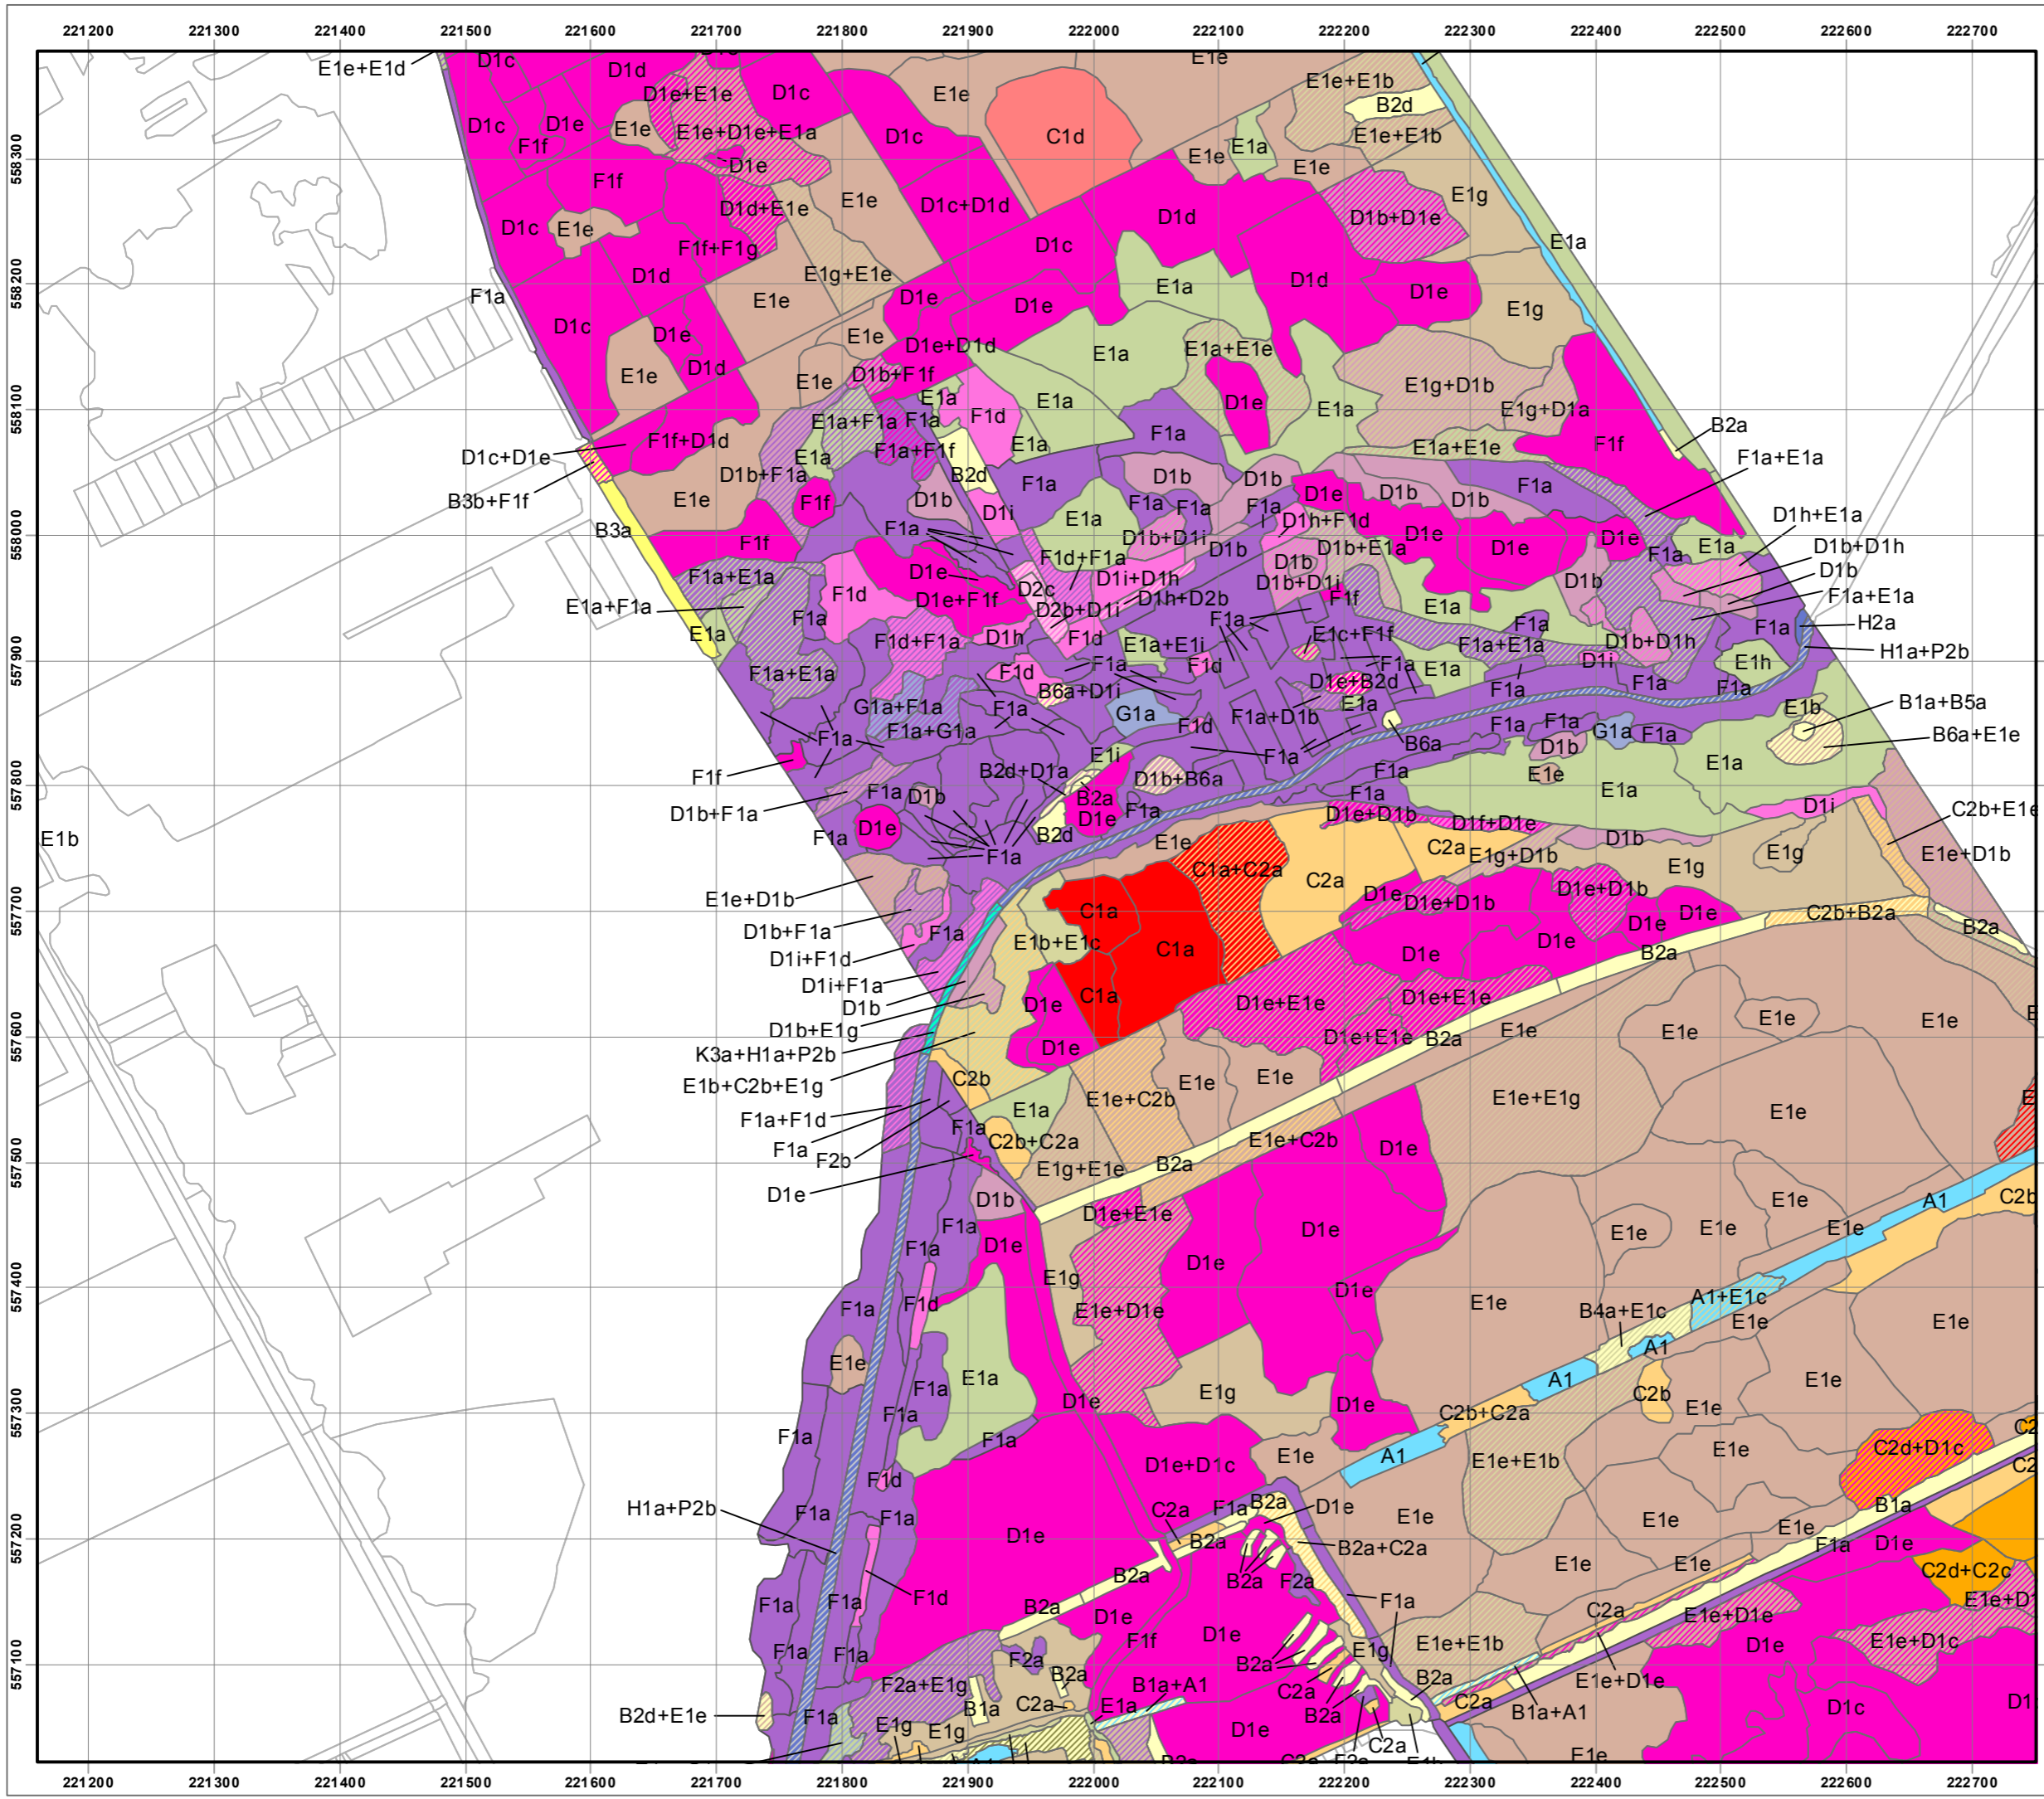 221200 221300 221400 221500 221600 221700 221800 221900 222000 222100 222200 222300 222400 222500 222600 222700
E1e+E1d D1c D1d D1e+E1e D1c E1e E1e E1e+E1b
B2d
D1c D1e E1e E1e+D1e+E1a D1c C1d E1a E1e+E1b
558300
F1f D1e E1e E1e
F1f D1d+E1e E1e D1c+D1d D1d D1b+D1e E1g
D1c E1e F1f+F1g D1c E1a
558200
D1d E1g+E1e E1a D1d D1e
F1a E1e D1e D1e E1g
D1c D1e E1e D1e+D1d E1a E1a+E1e
E1e D1d E1e D1b+F1f E1g+D1b
558100
E1a+F1a E1a F1a F1d E1a D1e E1a E1g+D1a
F1f+D1d E1a F1a+F1f E1a F1a E1a+E1e F1f B2a
D1c+D1e D1b+F1a B2d D1b D1b F1a+E1a
B3b+F1f E1e F1f D1b F1a F1a F1a D1e D1b D1b F1a
558000
B3a F1f F1a D1i E1a F1a D1h+F1d D1e D1h+E1a
D1b+D1i D1b D1b+E1a D1e D1e E1a
F1a+E1a D1e F1d+F1a D1b F1a D1b+D1h
E1a+F1a F1d D1e+F1f D2c D1i+D1h D1b+D1i D1b D1b
F1a D2b+D1i D1h+D2b F1f E1a F1a+E1a
E1a F1d+F1a D1h F1d F1a E1c+F1f F1a D1b+D1h F1a H2a
557900
E1a+E1i F1a F1a+E1a H1a+P2b
F1a+E1a F1d F1a F1d D1e+B2d E1a D1i E1h
G1a+F1a B6a+D1i F1a E1a F1a F1a F1a E1b B1a+B5a
F1a+G1a F1a G1a F1d F1a+D1b F1a F1a G1a F1a B6a+E1e
F1a E1i F1a B6a D1b
557800
F1f B2d+D1a D1b+B6a F1a E1e E1a E1a
D1b+F1a F1a D1b B2a F1a F1a D1i C2b+E1e
E1b F1a D1e B2d D1e E1e D1e+D1b D1f+D1e D1b
F1a C1a+C2a C2a E1g+D1b E1g E1g E1e+D1b
E1e+D1b C2a D1e D1e+D1b
557700
D1b+F1a C1a D1e+D1b D1e D1e C2b+B2a B2a
D1i+F1d F1a E1b+E1c C1a D1e D1e B2a
D1i+F1a D1e C1a D1e+E1e D1e+E1e
D1b
557600
D1b+E1g D1e D1e+E1e B2a E1e E1e E1e E1e
K3a+H1a+P2b
E1b+C2b+E1g C2b E1e E1e
F1a+F1d E1a E1e+C2b E1e+E1g E1e
F1a F1a C2b+C2a E1e+C2b D1e
557500
F2b E1g+E1e B2a
D1e D1b D1e+E1e E1e A1 C2b
F1a D1e D1e E1e E1e E1e
F1a E1g D1e
557400
F1a F1d E1e+D1e D1e E1e B4a+E1c A1+E1c
E1e E1e
E1e F1a E1a E1g A1 A1 E1e
557300
F1a D1e D1e C2b+C2a C2b E1e
F1a F1a D1e+D1c E1e A1 E1e+E1b E1e C2d+D1c
F1d
H1a+P2b F1a F1a C2a F1a B2a D1e E1e E1e E1e B1a
557200
D1e B2a B2a+C2a E1e E1e F1a D1e
B2a B2a F2a C2d+C2c
F1a F1a F1d B2a D1e F1a C2a E1e+D1e
557100
F1a F1a F1f D1e E1g E1e+E1b D1e E1e+D1c
F2a B2a B2a B2a E1e+D1e
F2a+E1g B1a C2a B1a+A1 C2a C2a B1a+A1 D1c
B2d+E1e F1a E1g E1g E1a D1e B2a C2a
E1e
221200 221300 221400 221500 221600 221700 221800 221900 222000 222100 222200 222300 222400 222500 222600 222700